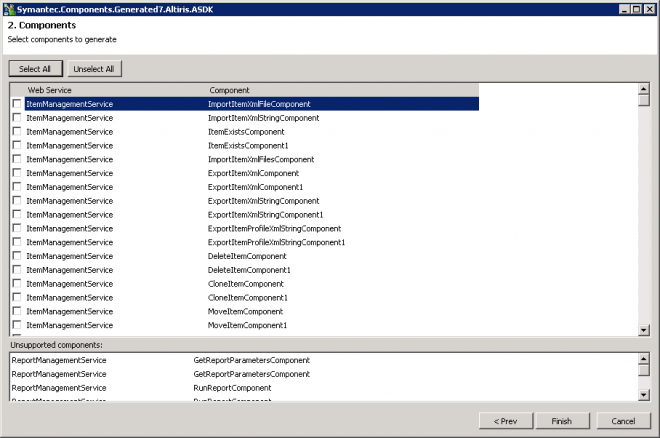 Symantec.Components.Generated7.Altiris.ASDK
2. Components
Select components to generate
Select All Unselect All
Web Service Component
ItemManagementService ImportItemXmlFileComponent
ItemManagementService ImportItemXmlStringComponent
ItemManagementService ItemExistsComponent
ItemManagementService ItemExistsComponent1
ItemManagementService ImportItemXmlFilesComponent
ItemManagementService ExportItemXmlComponent
ItemManagementService ExportItemXmlComponent1
ItemManagementService ExportItemXmlStringComponent
ItemManagementService ExportItemXmlStringComponent1
ItemManagementService ExportItemProfileXmlStringComponent
ItemManagementService ExportItemProfileXmlStringComponent1
ItemManagementService DeleteItemComponent
ItemManagementService DeleteItemComponent1
ItemManagementService CloneItemComponent
ItemManagementService CloneItemComponent1
ItemManagementService MoveItemComponent
ItemManagementService MoveItemComponent1
Unsupported components:
ReportManagementService GetReportParametersComponent
ReportManagementService GetReportParametersComponent
ReportManagementService RunReportComponent
ReportManagementService RunReportComponent
< Prev Finish Cancel